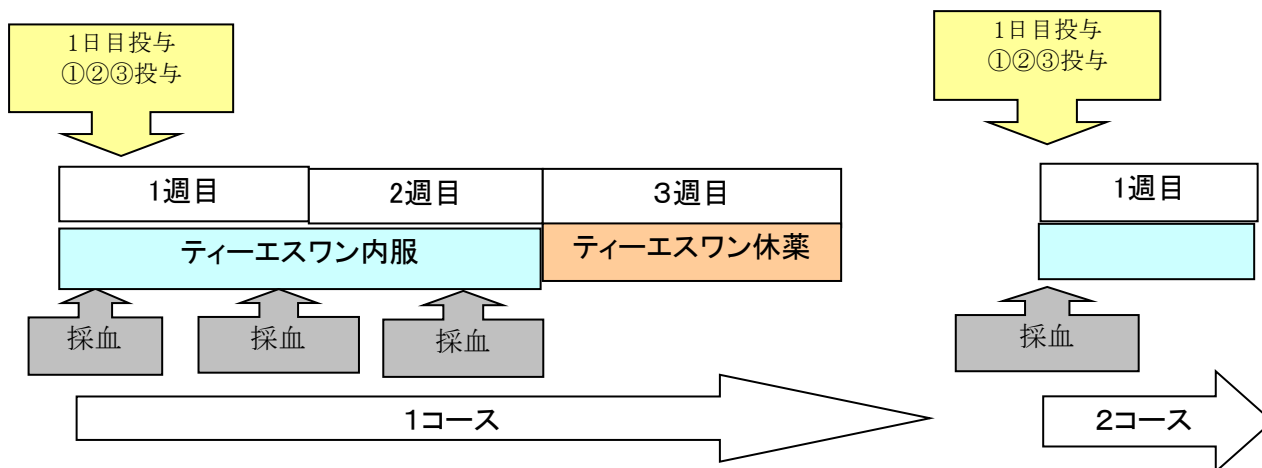 1日目投与
①②③投与
1日目投与
①②③投与
1週目
2週目
3週目
1週目
ティーエスワン内服
ティーエスワン休薬
採血
採血
採血
採血
1コース
2コース